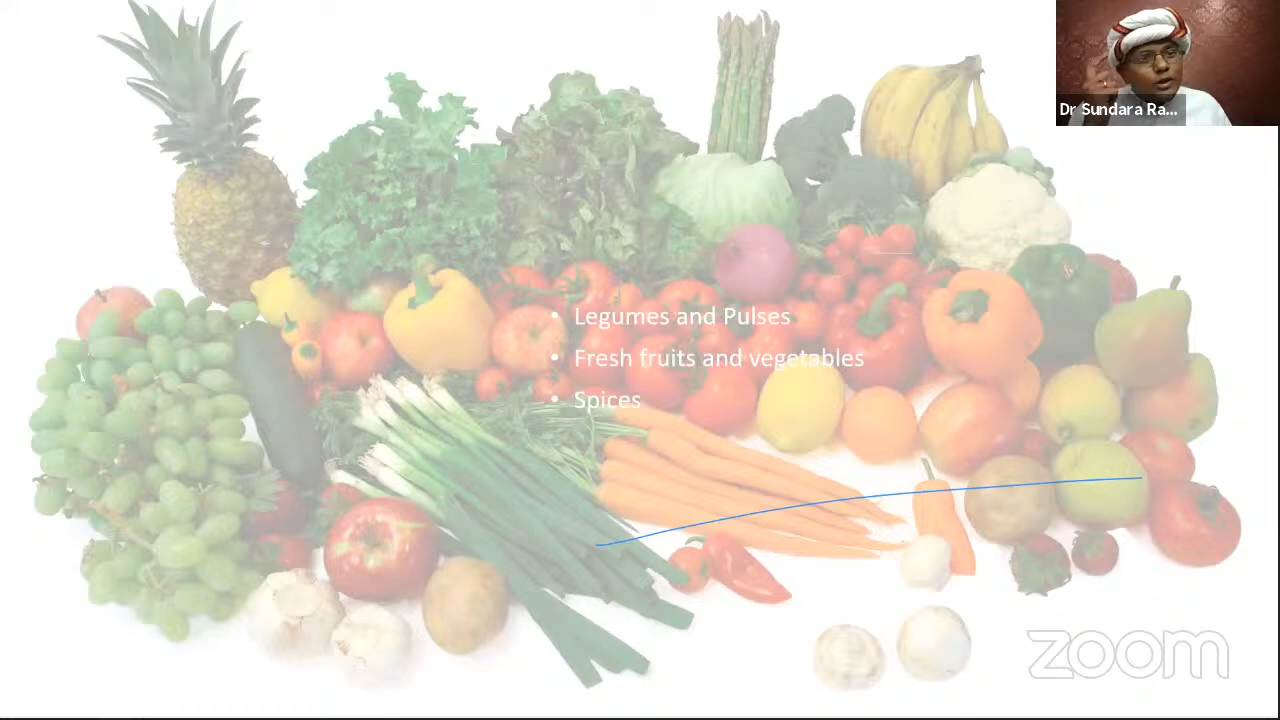 Dr Sundara Ra...
• Legumes and Pulses
• Fresh fruits and vegetables
• Spices
zoom